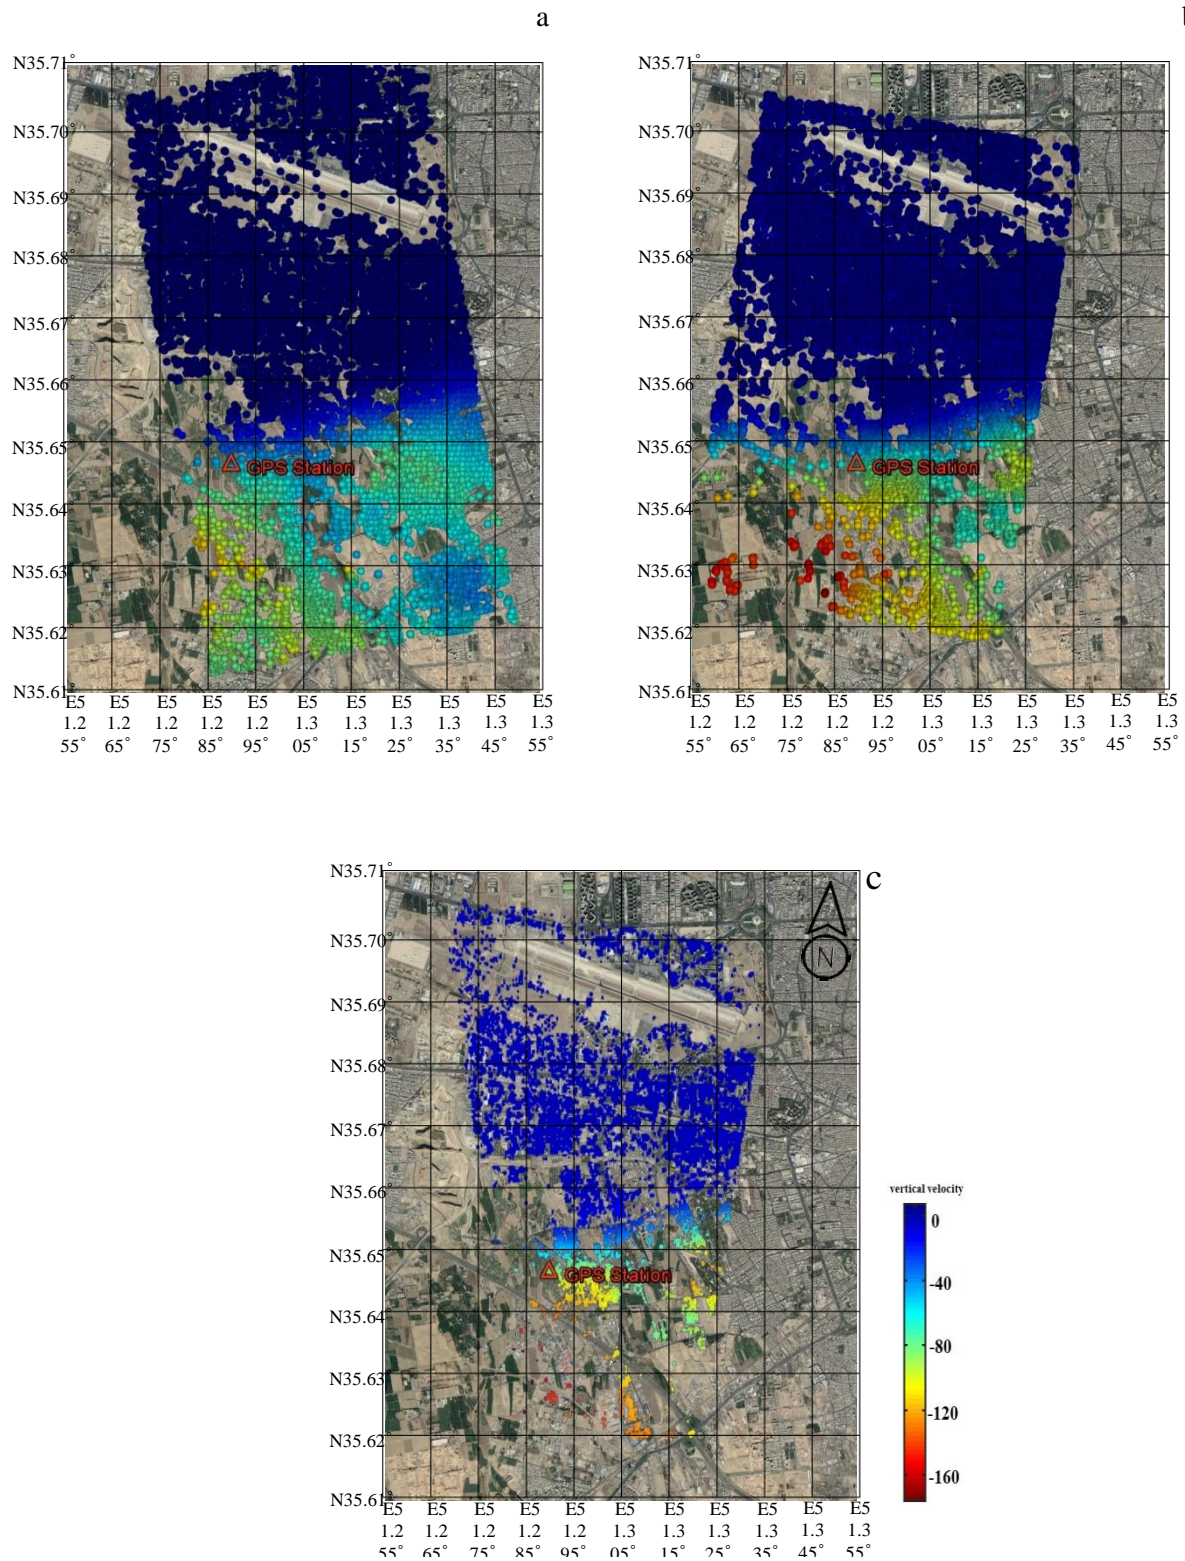 a
b
N35.71°
N35.70°
N35.69°
N35.68°
N35.67°
N35.66°
N35.65°
N35.64°
N35.63°
N35.62°
N35.61°
GPS Station
E5 E5 E5 E5 E5 E5 E5 E5 E5 E5 E5
1.2 1.2 1.2 1.2 1.2 1.3 1.3 1.3 1.3 1.3 1.3
55° 65° 75° 85° 95° 05° 15° 25° 35° 45° 55°
N35.71°
N35.70°
N35.69°
N35.68°
N35.67°
N35.66°
N35.65°
N35.64°
N35.63°
N35.62°
N35.61°
GPS Station
E5 E5 E5 E5 E5 E5 E5 E5 E5 E5 E5
1.2 1.2 1.2 1.2 1.2 1.3 1.3 1.3 1.3 1.3 1.3
55° 65° 75° 85° 95° 05° 15° 25° 35° 45° 55°
c
N
N35.71°
N35.70°
N35.69°
N35.68°
N35.67°
N35.66°
N35.65°
N35.64°
N35.63°
N35.62°
N35.61°
GPS Station
E5 E5 E5 E5 E5 E5 E5 E5 E5 E5 E5
1.2 1.2 1.2 1.2 1.2 1.3 1.3 1.3 1.3 1.3 1.3
55° 65° 75° 85° 95° 05° 15° 25° 35° 45° 55°
vertical velocity
0
-40
-80
-120
-160